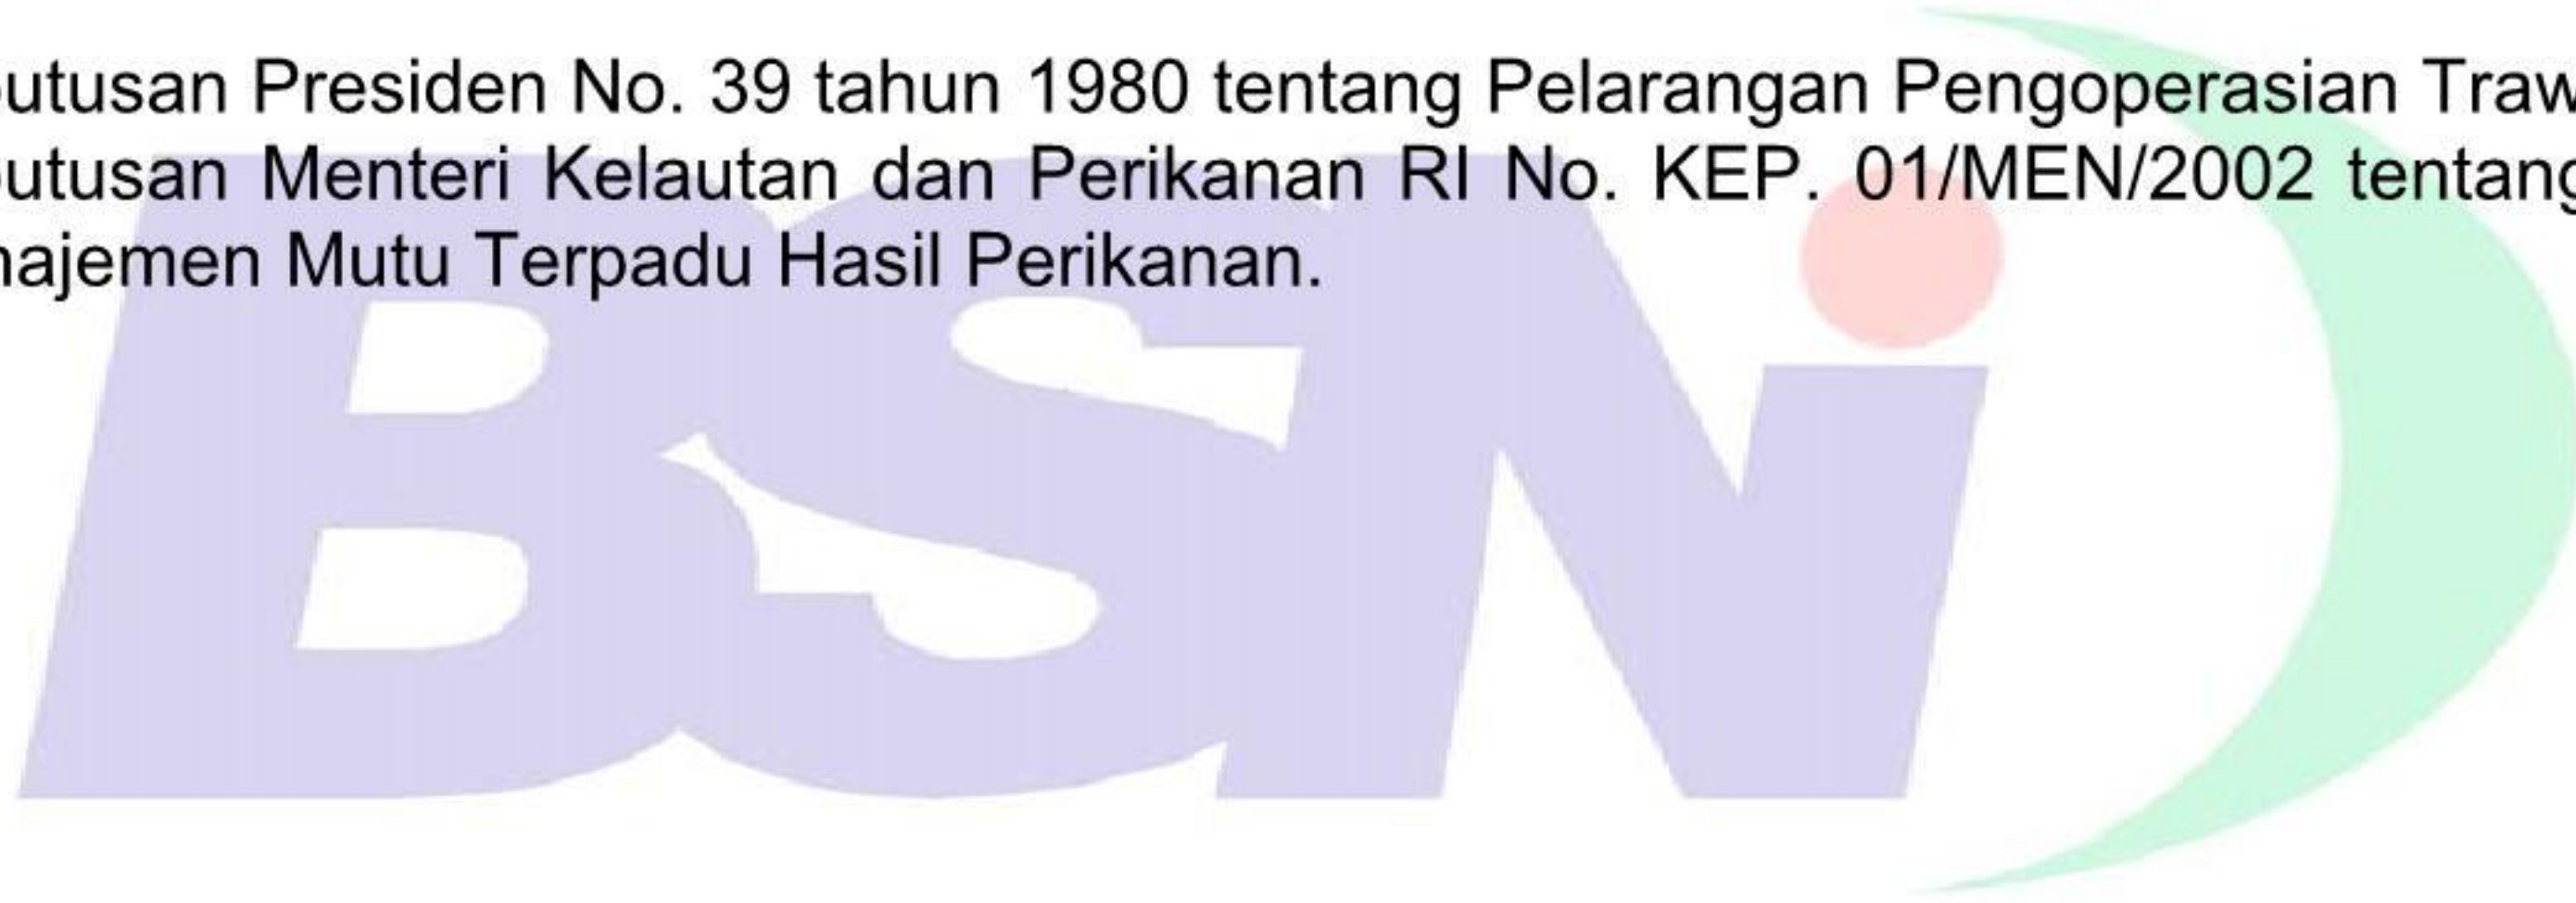 utusan Presiden No. 39 tahun 1980 tentang Pelarangan Pengoperasian Traw
utusan Menteri Kelautan dan Perikanan RI No. KEP. 01/MEN/2002 tentang
najemen Mutu Terpadu Hasil Perikanan.
BSNi